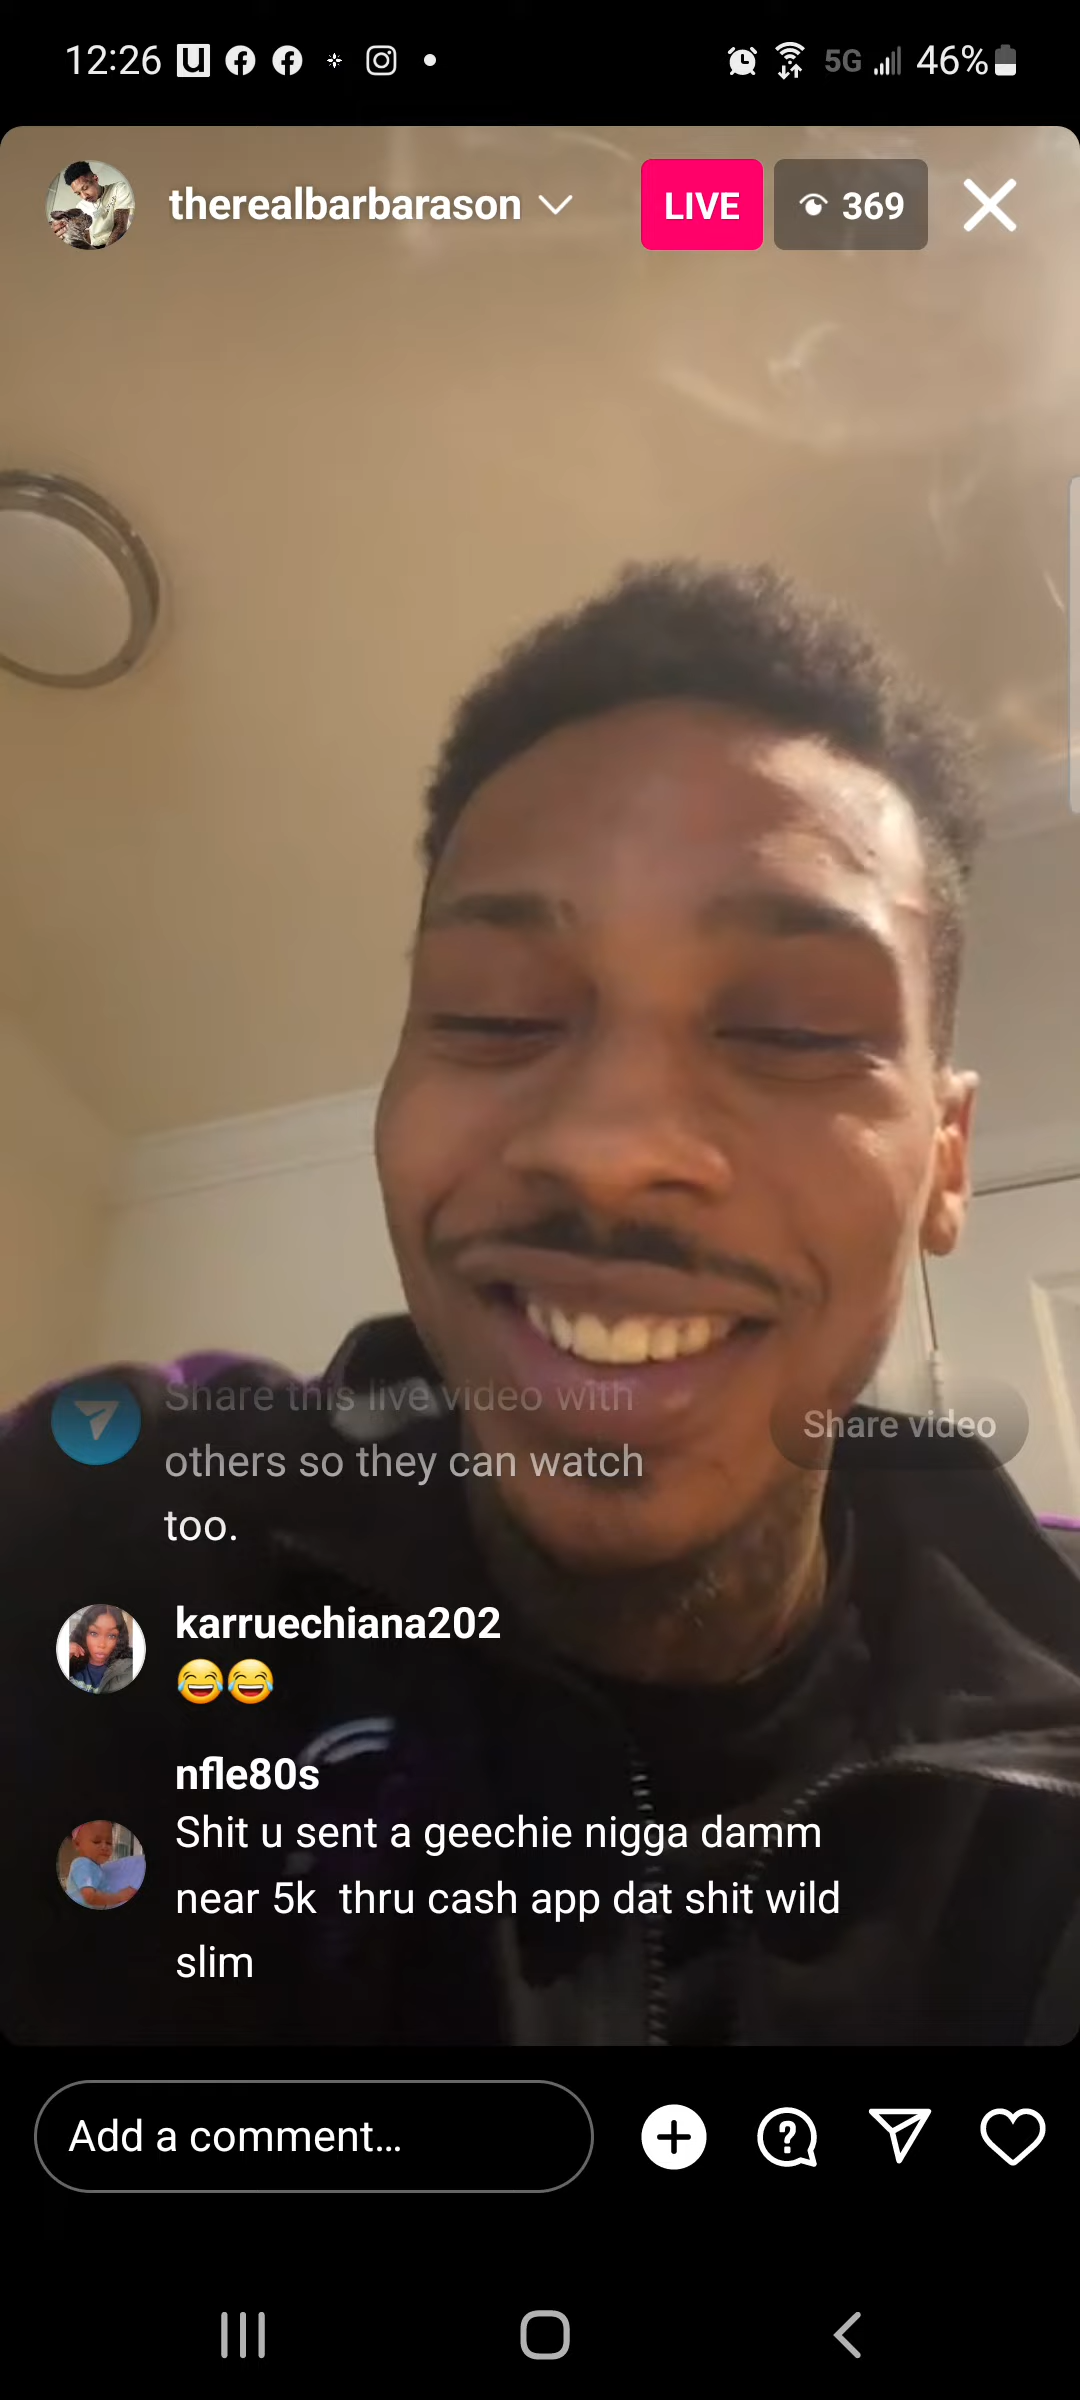 12:26 5G 46%
therealbarbarason LIVE 369
Share this live video with
others so they can watch
too.
Share video
karruechiana202
😂😂
nfle80s
Shit u sent a geechie nigga damm
near 5k  thru cash app dat shit wild
slim
Add a comment...